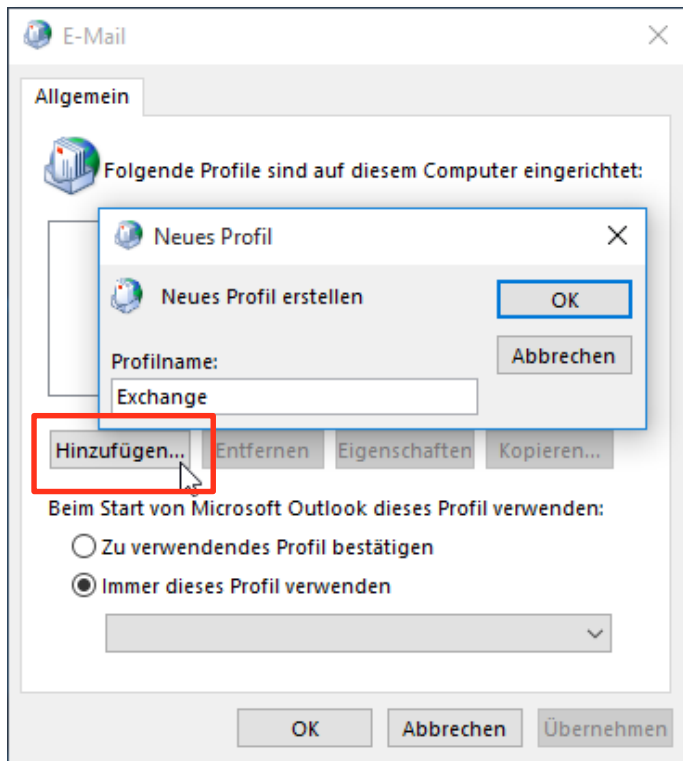 E-Mail
Allgemein
Folgende Profile sind auf diesem Computer eingerichtet:
Neues Profil
Neues Profil erstellen
OK
Abbrechen
Profilname:
Exchange
Hinzufügen... Entfernen Eigenschaften Kopieren...
Beim Start von Microsoft Outlook dieses Profil verwenden:
Zu verwendendes Profil bestätigen
Immer dieses Profil verwenden
OK Abbrechen Übernehmen